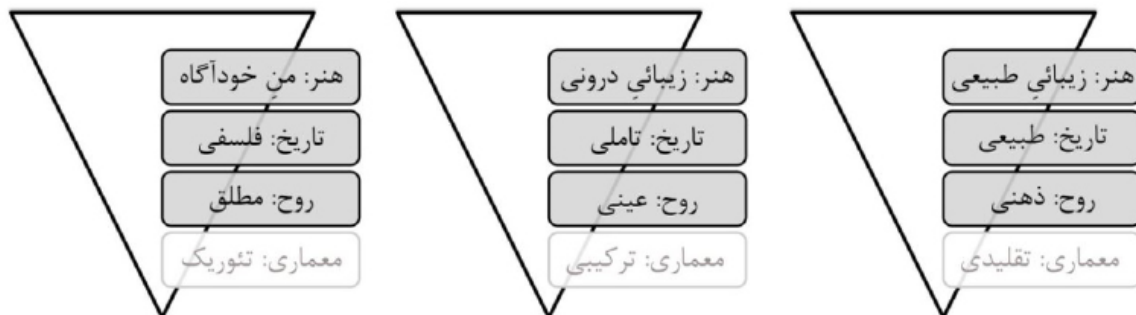 هنر: زیبائیِ طبیعی
تاریخ: طبیعی
روح: ذهنی
معماری: تقلیدی
هنر: زیبائیِ درونی
تاریخ: تاملی
روح: عینی
معماری: ترکیبی
هنر: منِ خودآگاه
تاریخ: فلسفی
روح: مطلق
معماری: تئوریک